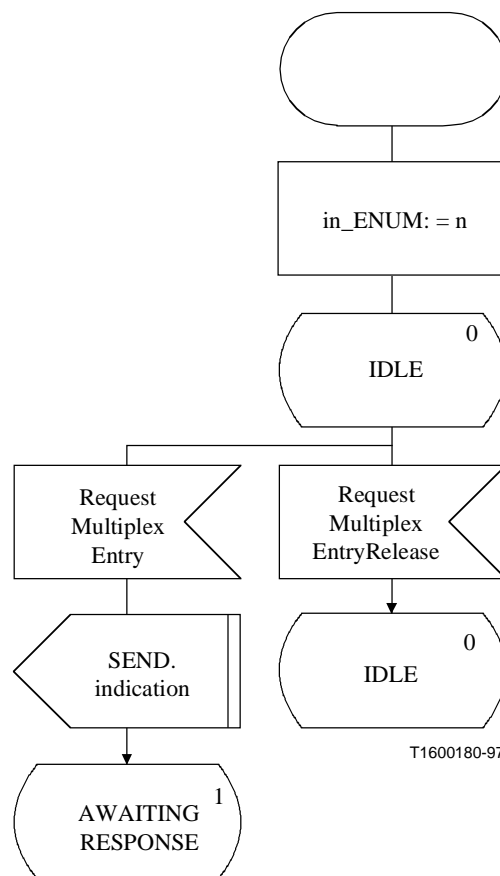 in_ENUM: = n
0
IDLE
Request
Multiplex
Entry
Request
Multiplex
EntryRelease
SEND.
indication
0
IDLE
T1600180-97
1
AWAITING
RESPONSE